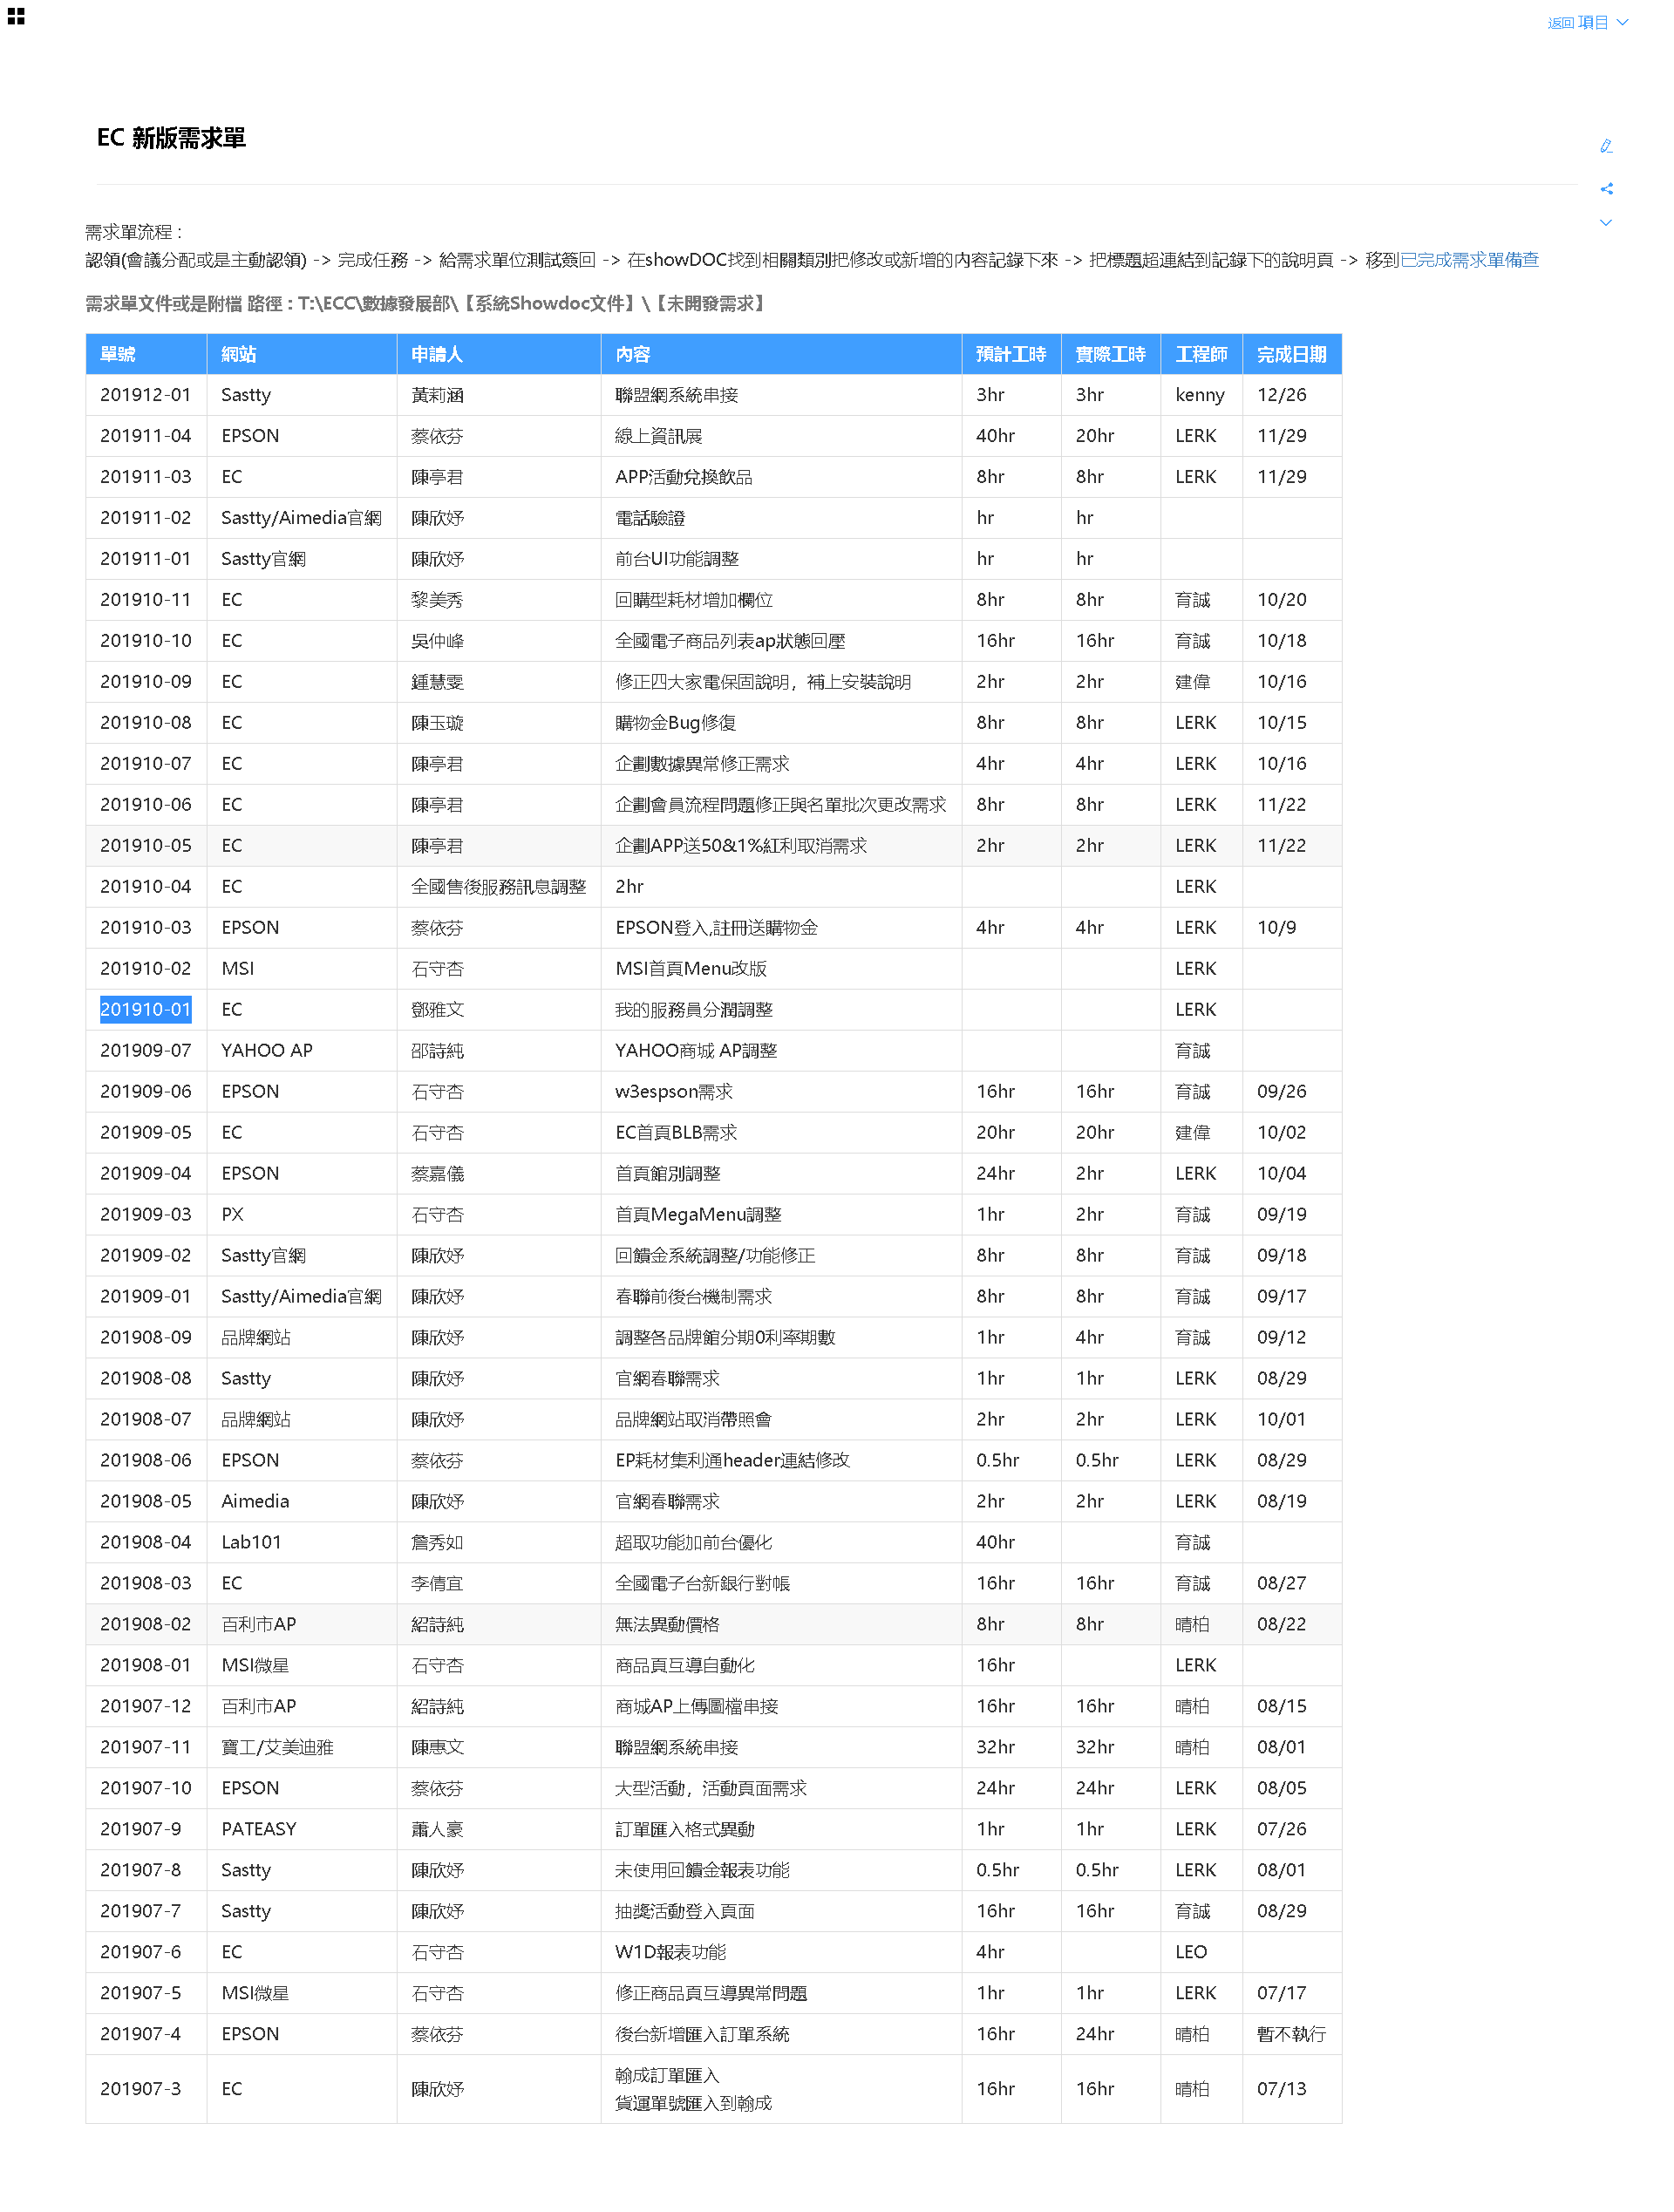 返回 項目
EC 新版需求單
需求單流程 :
認領(會議分配或是主動認領) -> 完成任務 -> 給需求單位測試簽回 -> 在showDOC找到相關類別把修改或新增的內容記錄下來 -> 把標題超連結到記錄下的說明頁 -> 移到已完成需求單備查
需求單文件或是附檔 路徑 : T:\ECC\數據發展部\【系統Showdoc文件】\【未開發需求】
單號 網站 申請人 內容 預計工時 實際工時 工程師 完成日期
201912-01 Sastty 黃莉涵 聯盟網系統串接 3hr 3hr kenny 12/26
201911-04 EPSON 蔡依芬 線上資訊展 40hr 20hr LERK 11/29
201911-03 EC 陳亭君 APP活動兌換飲品 8hr 8hr LERK 11/29
201911-02 Sastty/Aimedia官網 陳欣妤 電話驗證 hr hr
201911-01 Sastty官網 陳欣妤 前台UI功能調整 hr hr
201910-11 EC 黎美秀 回購型耗材增加欄位 8hr 8hr 育誠 10/20
201910-10 EC 吳仲峰 全國電子商品列表ap狀態回壓 16hr 16hr 育誠 10/18
201910-09 EC 鍾慧雯 修正四大家電保固說明，補上安裝說明 2hr 2hr 建偉 10/16
201910-08 EC 陳玉璇 購物金Bug修復 8hr 8hr LERK 10/15
201910-07 EC 陳亭君 企劃數據異常修正需求 4hr 4hr LERK 10/16
201910-06 EC 陳亭君 企劃會員流程問題修正與名單批次更改需求 8hr 8hr LERK 11/22
201910-05 EC 陳亭君 企劃APP送50&1%紅利取消需求 2hr 2hr LERK 11/22
201910-04 EC 全國售後服務訊息調整 2hr LERK
201910-03 EPSON 蔡依芬 EPSON登入,註冊送購物金 4hr 4hr LERK 10/9
201910-02 MSI 石守杏 MSI首頁Menu改版 LERK
201910-01 EC 鄧雅文 我的服務員分潤調整 LERK
201909-07 YAHOO AP 邵詩純 YAHOO商城 AP調整 育誠
201909-06 EPSON 石守杏 w3espson需求 16hr 16hr 育誠 09/26
201909-05 EC 石守杏 EC首頁BLB需求 20hr 20hr 建偉 10/02
201909-04 EPSON 蔡嘉儀 首頁館別調整 24hr 2hr LERK 10/04
201909-03 PX 石守杏 首頁MegaMenu調整 1hr 2hr 育誠 09/19
201909-02 Sastty官網 陳欣妤 回饋金系統調整/功能修正 8hr 8hr 育誠 09/18
201909-01 Sastty/Aimedia官網 陳欣妤 春聯前後台機制需求 8hr 8hr 育誠 09/17
201908-09 品牌網站 陳欣妤 調整各品牌館分期0利率期數 1hr 4hr 育誠 09/12
201908-08 Sastty 陳欣妤 官網春聯需求 1hr 1hr LERK 08/29
201908-07 品牌網站 陳欣妤 品牌網站取消帶照會 2hr 2hr LERK 10/01
201908-06 EPSON 蔡依芬 EP耗材集利通header連結修改 0.5hr 0.5hr LERK 08/29
201908-05 Aimedia 陳欣妤 官網春聯需求 2hr 2hr LERK 08/19
201908-04 Lab101 詹秀如 超取功能加前台優化 40hr 育誠
201908-03 EC 李倩宜 全國電子台新銀行對帳 16hr 16hr 育誠 08/27
201908-02 百利市AP 紹詩純 無法異動價格 8hr 8hr 晴柏 08/22
201908-01 MSI微星 石守杏 商品頁互導自動化 16hr LERK
201907-12 百利市AP 紹詩純 商城AP上傳圖檔串接 16hr 16hr 晴柏 08/15
201907-11 寶工/艾美迪雅 陳惠文 聯盟網系統串接 32hr 32hr 晴柏 08/01
201907-10 EPSON 蔡依芬 大型活動，活動頁面需求 24hr 24hr LERK 08/05
201907-9 PATEASY 蕭人豪 訂單匯入格式異動 1hr 1hr LERK 07/26
201907-8 Sastty 陳欣妤 未使用回饋金報表功能 0.5hr 0.5hr LERK 08/01
201907-7 Sastty 陳欣妤 抽獎活動登入頁面 16hr 16hr 育誠 08/29
201907-6 EC 石守杏 W1D報表功能 4hr LEO
201907-5 MSI微星 石守杏 修正商品頁互導異常問題 1hr 1hr LERK 07/17
201907-4 EPSON 蔡依芬 後台新增匯入訂單系統 16hr 24hr 晴柏 暫不執行
201907-3 EC 陳欣妤 翰成訂單匯入 16hr 16hr 晴柏 07/13
貨運單號匯入到翰成